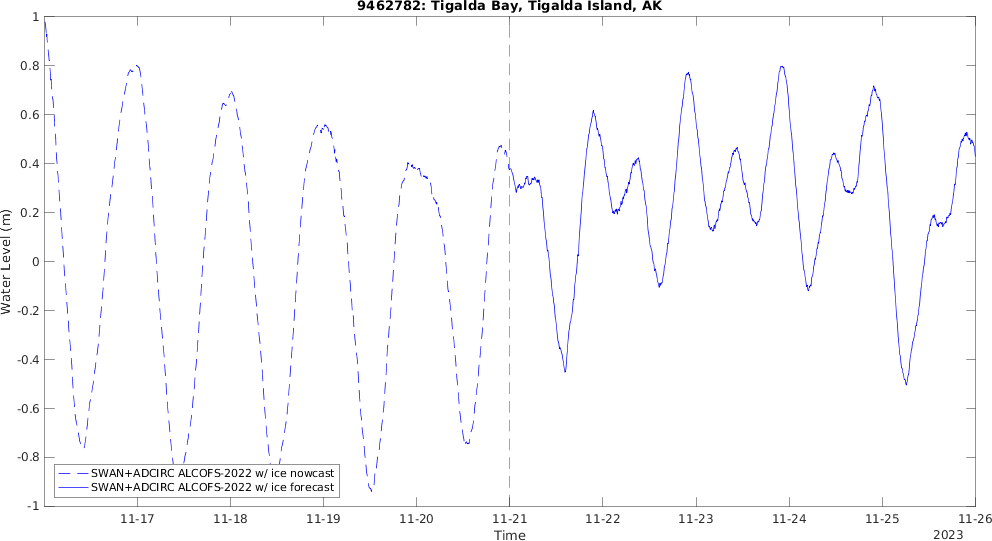 9462782: Tigalda Bay, Tigalda Island, AK
Water Level (m)
1
0.8
0.6
0.4
0.2
0
-0.2
-0.4
-0.6
-0.8
-1
SWAN+ADCIRC ALCOFS-2022 w/ ice nowcast
SWAN+ADCIRC ALCOFS-2022 w/ ice forecast
11-17 11-18 11-19 11-20 11-21 11-22 11-23 11-24 11-25 11-26
Time
2023